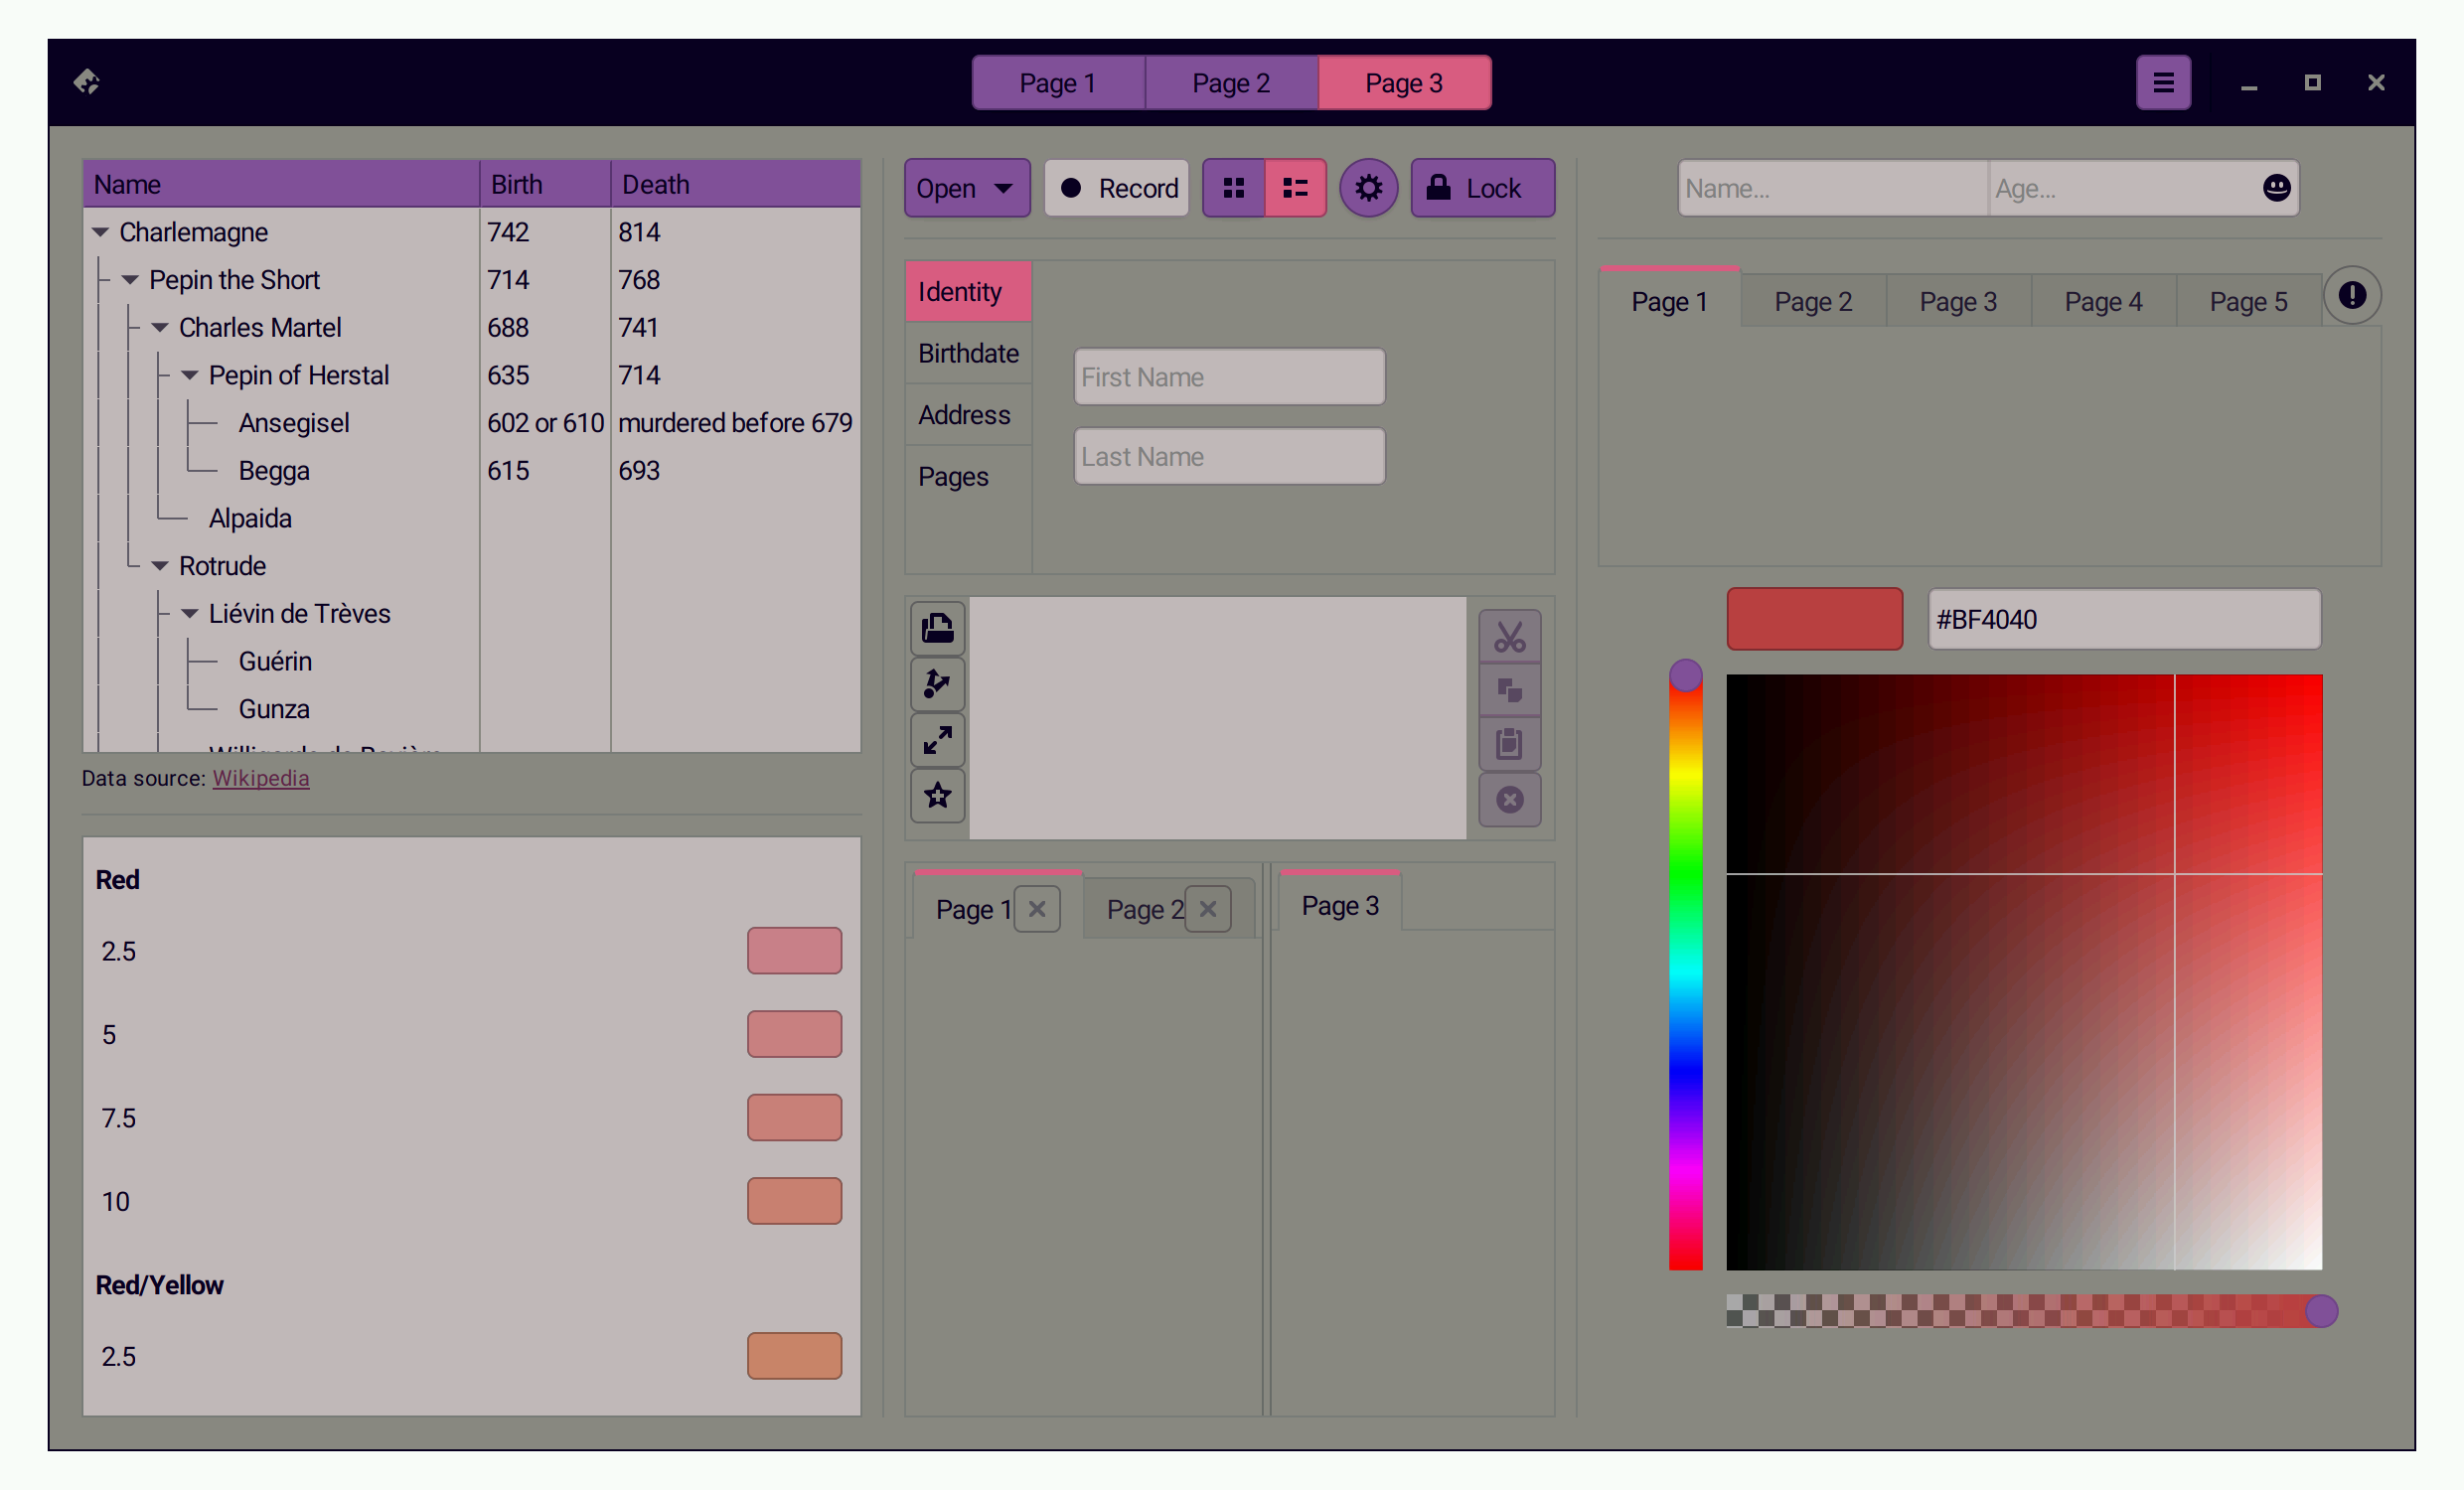 Page 1 Page 2 Page 3
Name Birth Death
Charlemagne 742 814
Pepin the Short 714 768
Charles Martel 688 741
Pepin of Herstal 635 714
Ansegisel 602 or 610 murdered before 679
Begga 615 693
Alpaida
Rotrude
Liévin de Trèves
Guérin
Gunza
Data source: Wikipedia
Red
2.5
5
7.5
10
Red/Yellow
2.5
Open Record Lock
Identity
Birthdate
Address
Pages
First Name
Last Name
Page 1 Page 2 Page 3
Name... Age...
Page 1 Page 2 Page 3 Page 4 Page 5
#BF4040